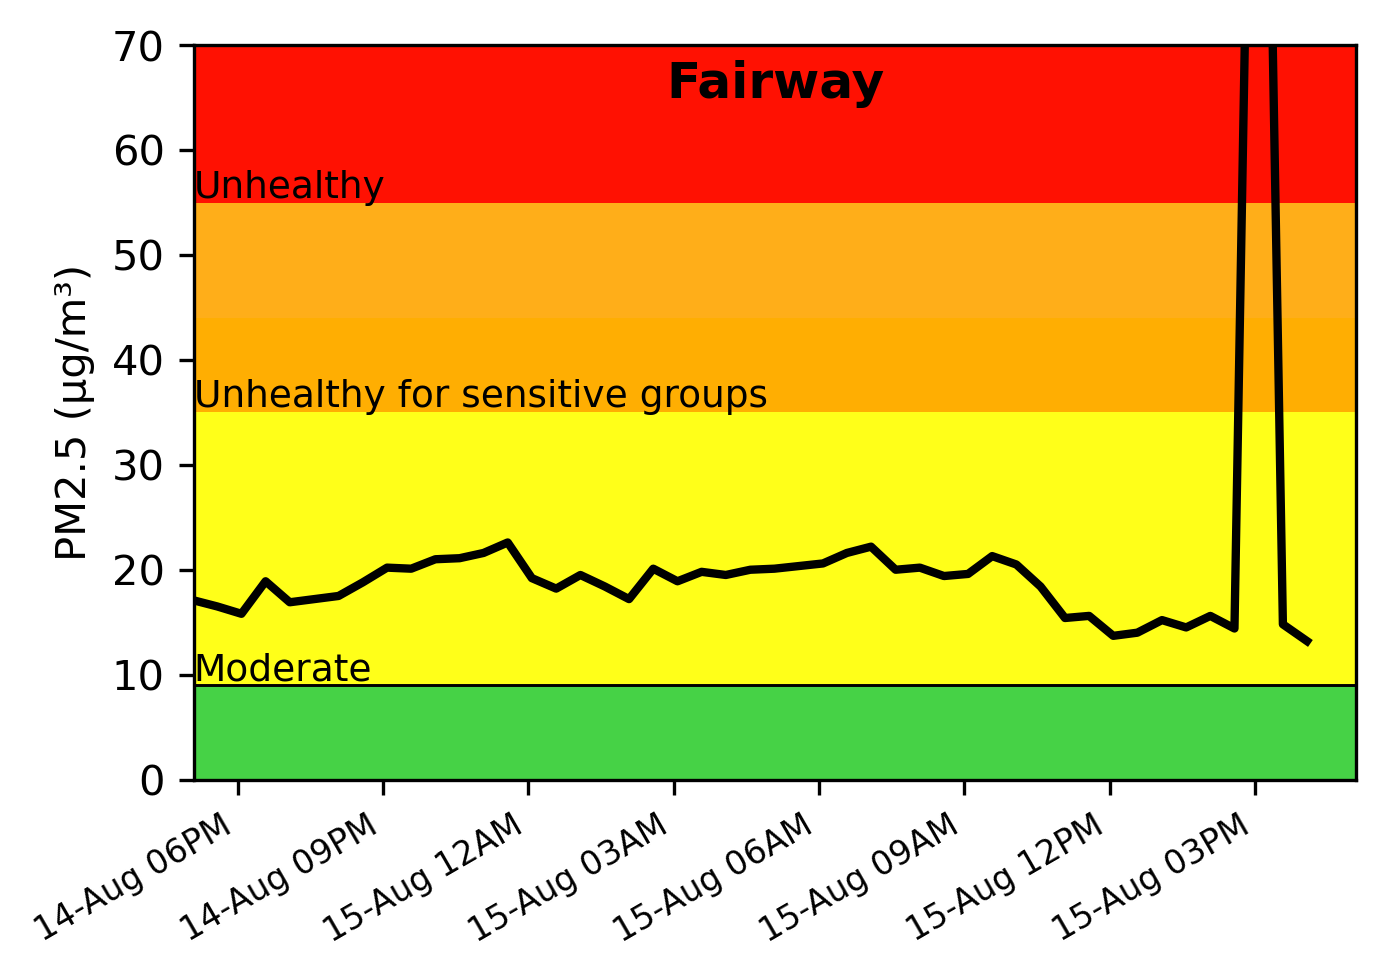 Fairway
PM2.5 (µg/m³)
70
60
50
40
30
20
10
0
Unhealthy
Unhealthy for sensitive groups
Moderate
14-Aug 06PM
14-Aug 09PM
15-Aug 12AM
15-Aug 03AM
15-Aug 06AM
15-Aug 09AM
15-Aug 12PM
15-Aug 03PM